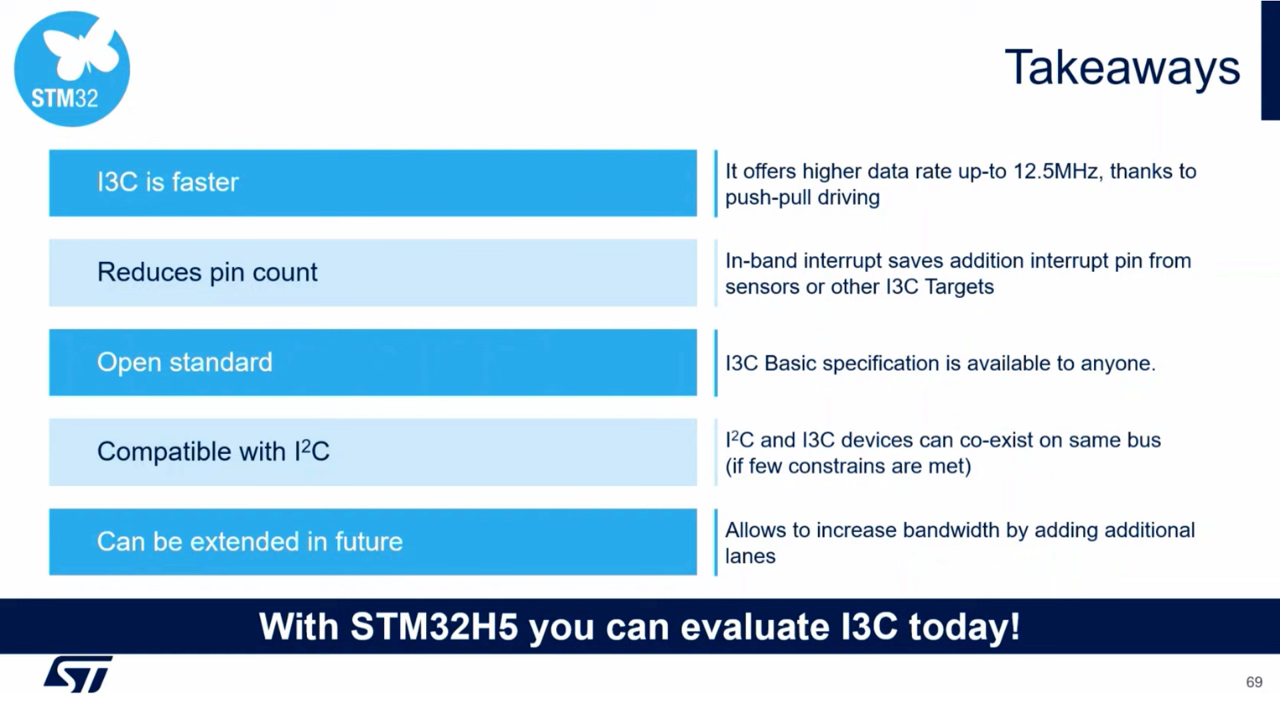 STM32
Takeaways
I3C is faster
It offers higher data rate up-to 12.5MHz, thanks to
push-pull driving
Reduces pin count
In-band interrupt saves addition interrupt pin from
sensors or other I3C Targets
Open standard
I3C Basic specification is available to anyone.
Compatible with I²C
I²C and I3C devices can co-exist on same bus
(if few constrains are met)
Can be extended in future
Allows to increase bandwidth by adding additional
lanes
With STM32H5 you can evaluate I3C today!
ST
69